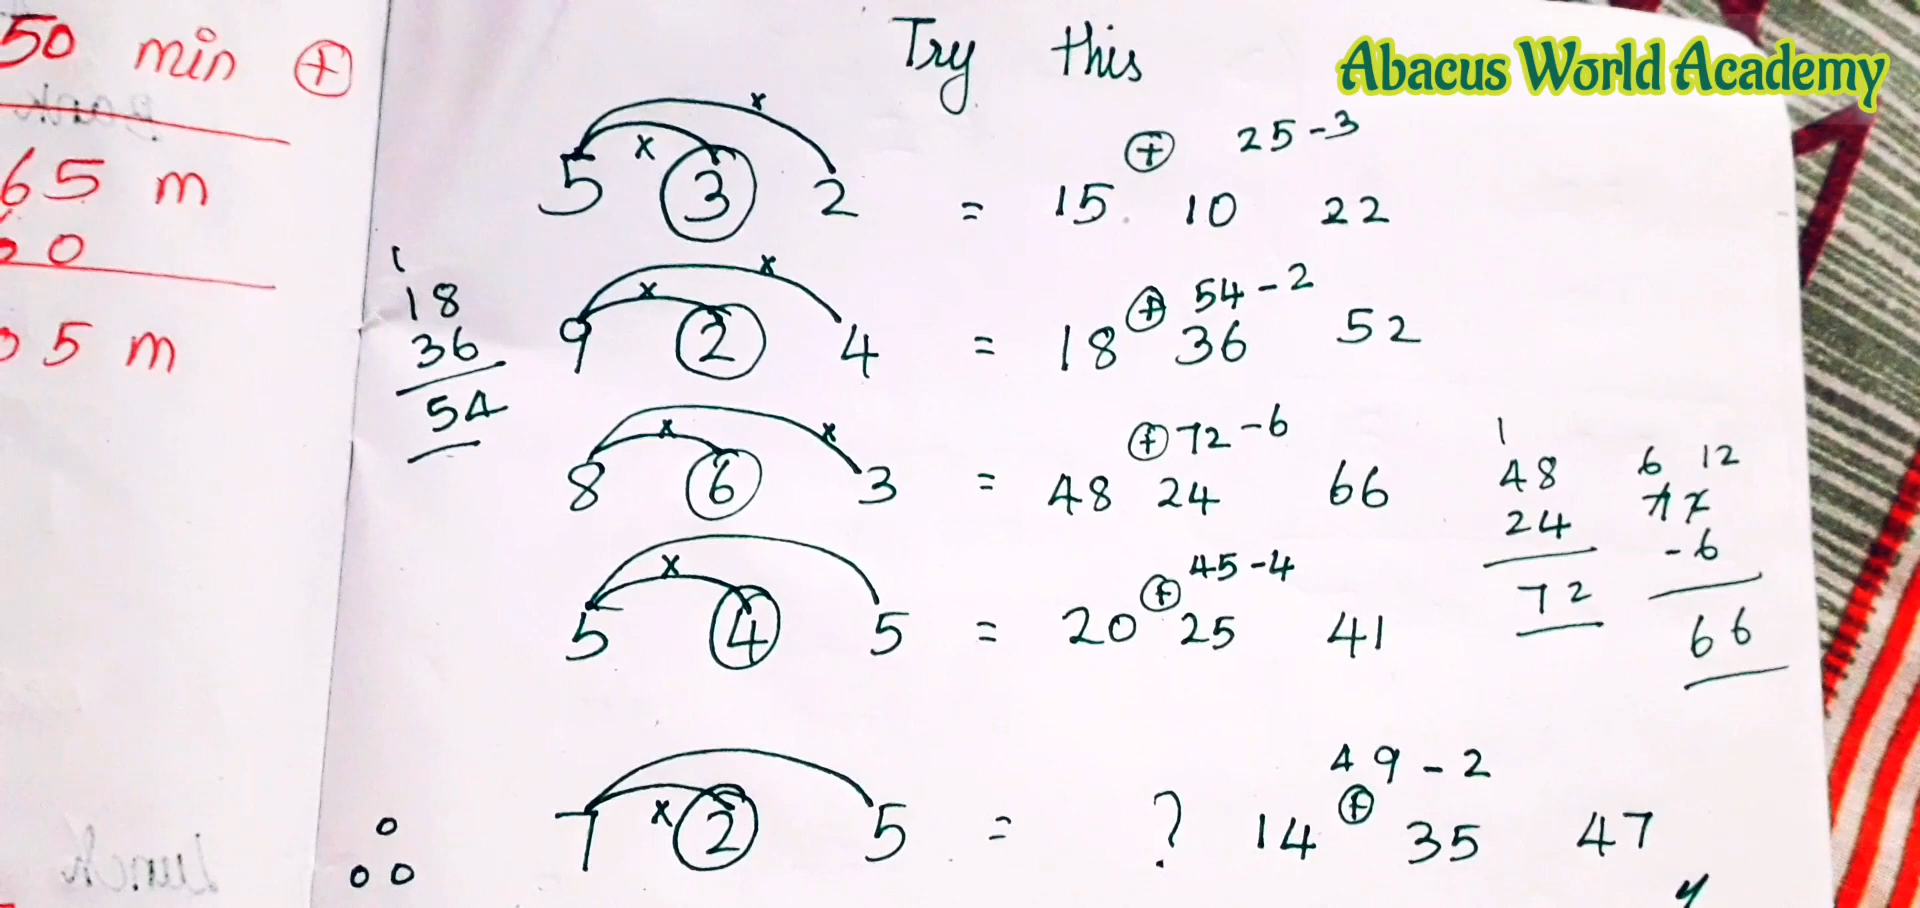 50 min +
65 m
5 m
Try this
Abacus World Academy
x
x + 25-3
5 3 2 = 15 10 22
1
18
36
54
x
x + 54-2
9 2 4 = 18 36 52
x x + 72-6
8 6 3 = 48 24 66
1
48
24
72
6 12
-6
66
x + 45-4
5 4 5 = 20 25 41
49-2
x +
7 2 5 = ? 14 35 47
Lunch